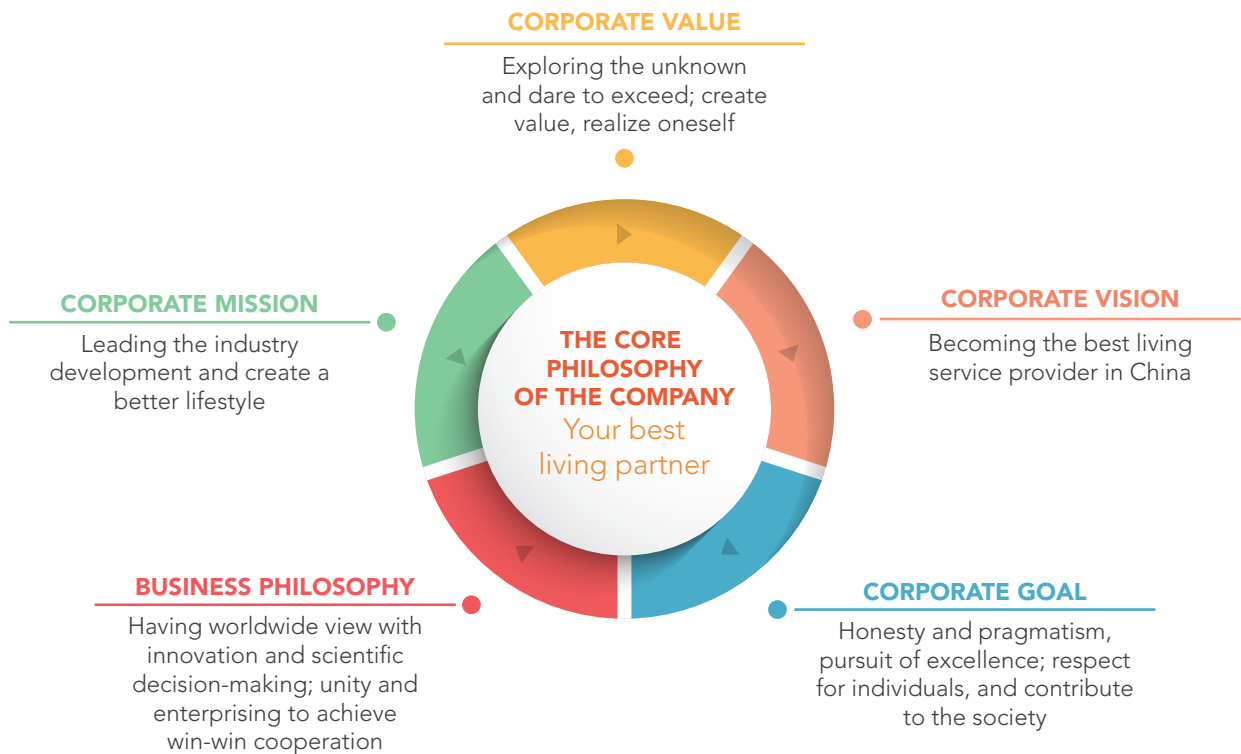 CORPORATE VALUE
Exploring the unknown
and dare to exceed; create
value, realize oneself
CORPORATE MISSION
Leading the industry
development and create a
better lifestyle
THE CORE
PHILOSOPHY
OF THE COMPANY
Your best
living partner
CORPORATE VISION
Becoming the best living
service provider in China
BUSINESS PHILOSOPHY
Having worldwide view with
innovation and scientific
decision-making; unity and
enterprising to achieve
win-win cooperation
CORPORATE GOAL
Honesty and pragmatism,
pursuit of excellence; respect
for individuals, and contribute
to the society